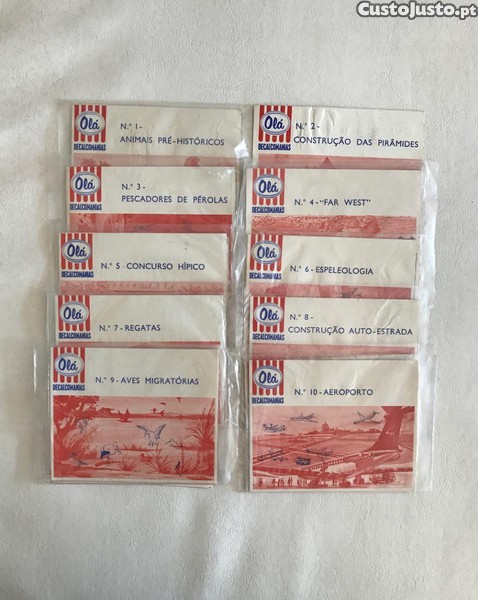 CustoJusto.pt
Olá
DECALCOMANIAS
N.º 1-
ANIMAIS PRÉ-HISTÓRICOS
Olá
DECALCOMANIAS
N.º 2-
CONSTRUÇÃO DAS PIRÂMIDES
Olá
DECALCOMANIAS
N.º 3-
PESCADORES DE PÉROLAS
Olá
DECALCOMANIAS
N.º 4-"FAR WEST"
Olá
DECALCOMANIAS
N.º 5 CONCURSO HÍPICO
Olá
DECALCOMANIAS
N.º 6-ESPELEOLOGIA
Olá
DECALCOMANIAS
N.º 7-REGATAS
Olá
DECALCOMANIAS
N.º 8-
CONSTRUÇÃO AUTO-ESTRADA
Olá
DECALCOMANIAS
N.º 9-AVES MIGRATÓRIAS
Olá
DECALCOMANIAS
N.º 10-AEROPORTO